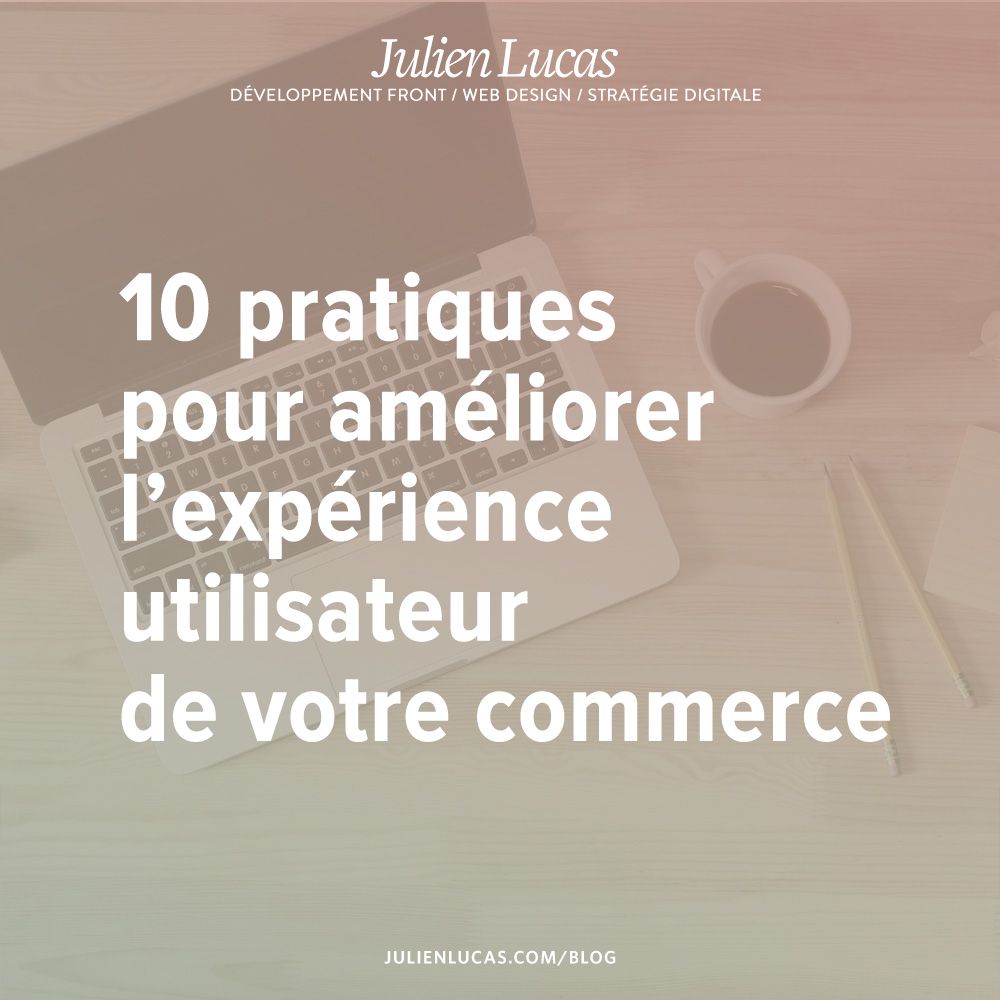 Julien Lucas
DÉVELOPPEMENT FRONT / WEB DESIGN / STRATÉGIE DIGITALE
10 pratiques
pour améliorer
l’expérience
utilisateur
de votre commerce
JULIENLUCAS.COM/BLOG